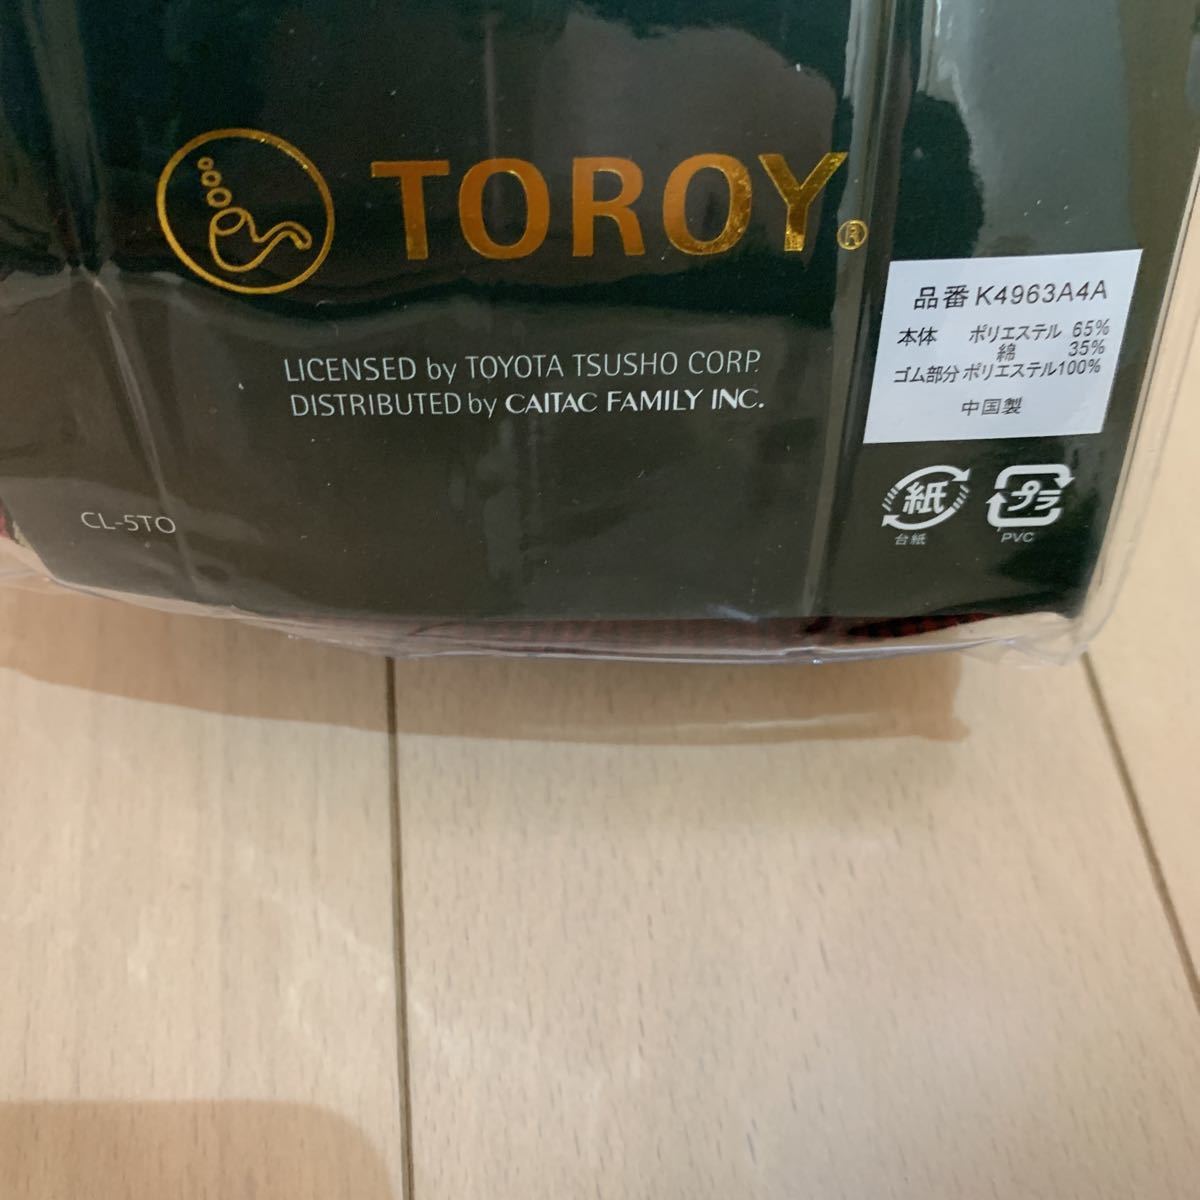 TOROY®
LICENSED by TOYOTA TSUSHO CORP.
DISTRIBUTED by CAITAC FAMILY INC.
品番 K4963A4A
本体 ポリエステル 65%
綿 35%
ゴム部分 ポリエステル100%
中国製
紙
台紙
プラ
PVC
CL-5TO